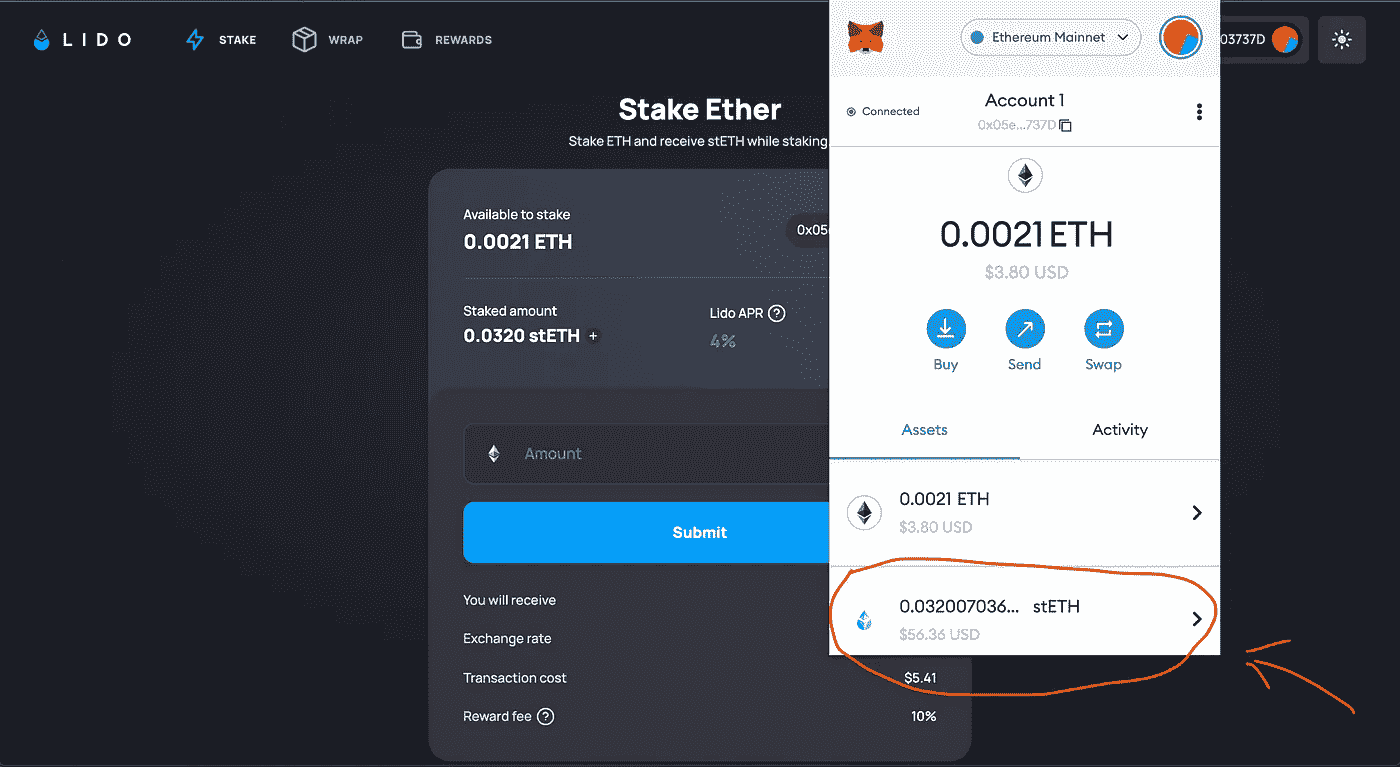 LIDO
STAKE
WRAP
REWARDS
Ethereum Mainnet
03737D
Stake Ether
Stake ETH and receive stETH while staking
Connected
Account 1
0x05e...737D
Available to stake
0.0021 ETH
0x05
Staked amount
0.0320 stETH +
Lido APR ?
4%
Amount
Submit
You will receive
Exchange rate
Transaction cost
$5.41
Reward fee ?
10%
0.0021 ETH
$3.80 USD
Buy
Send
Swap
Assets
Activity
0.0021 ETH
$3.80 USD
0.032007036... stETH
$56.36 USD